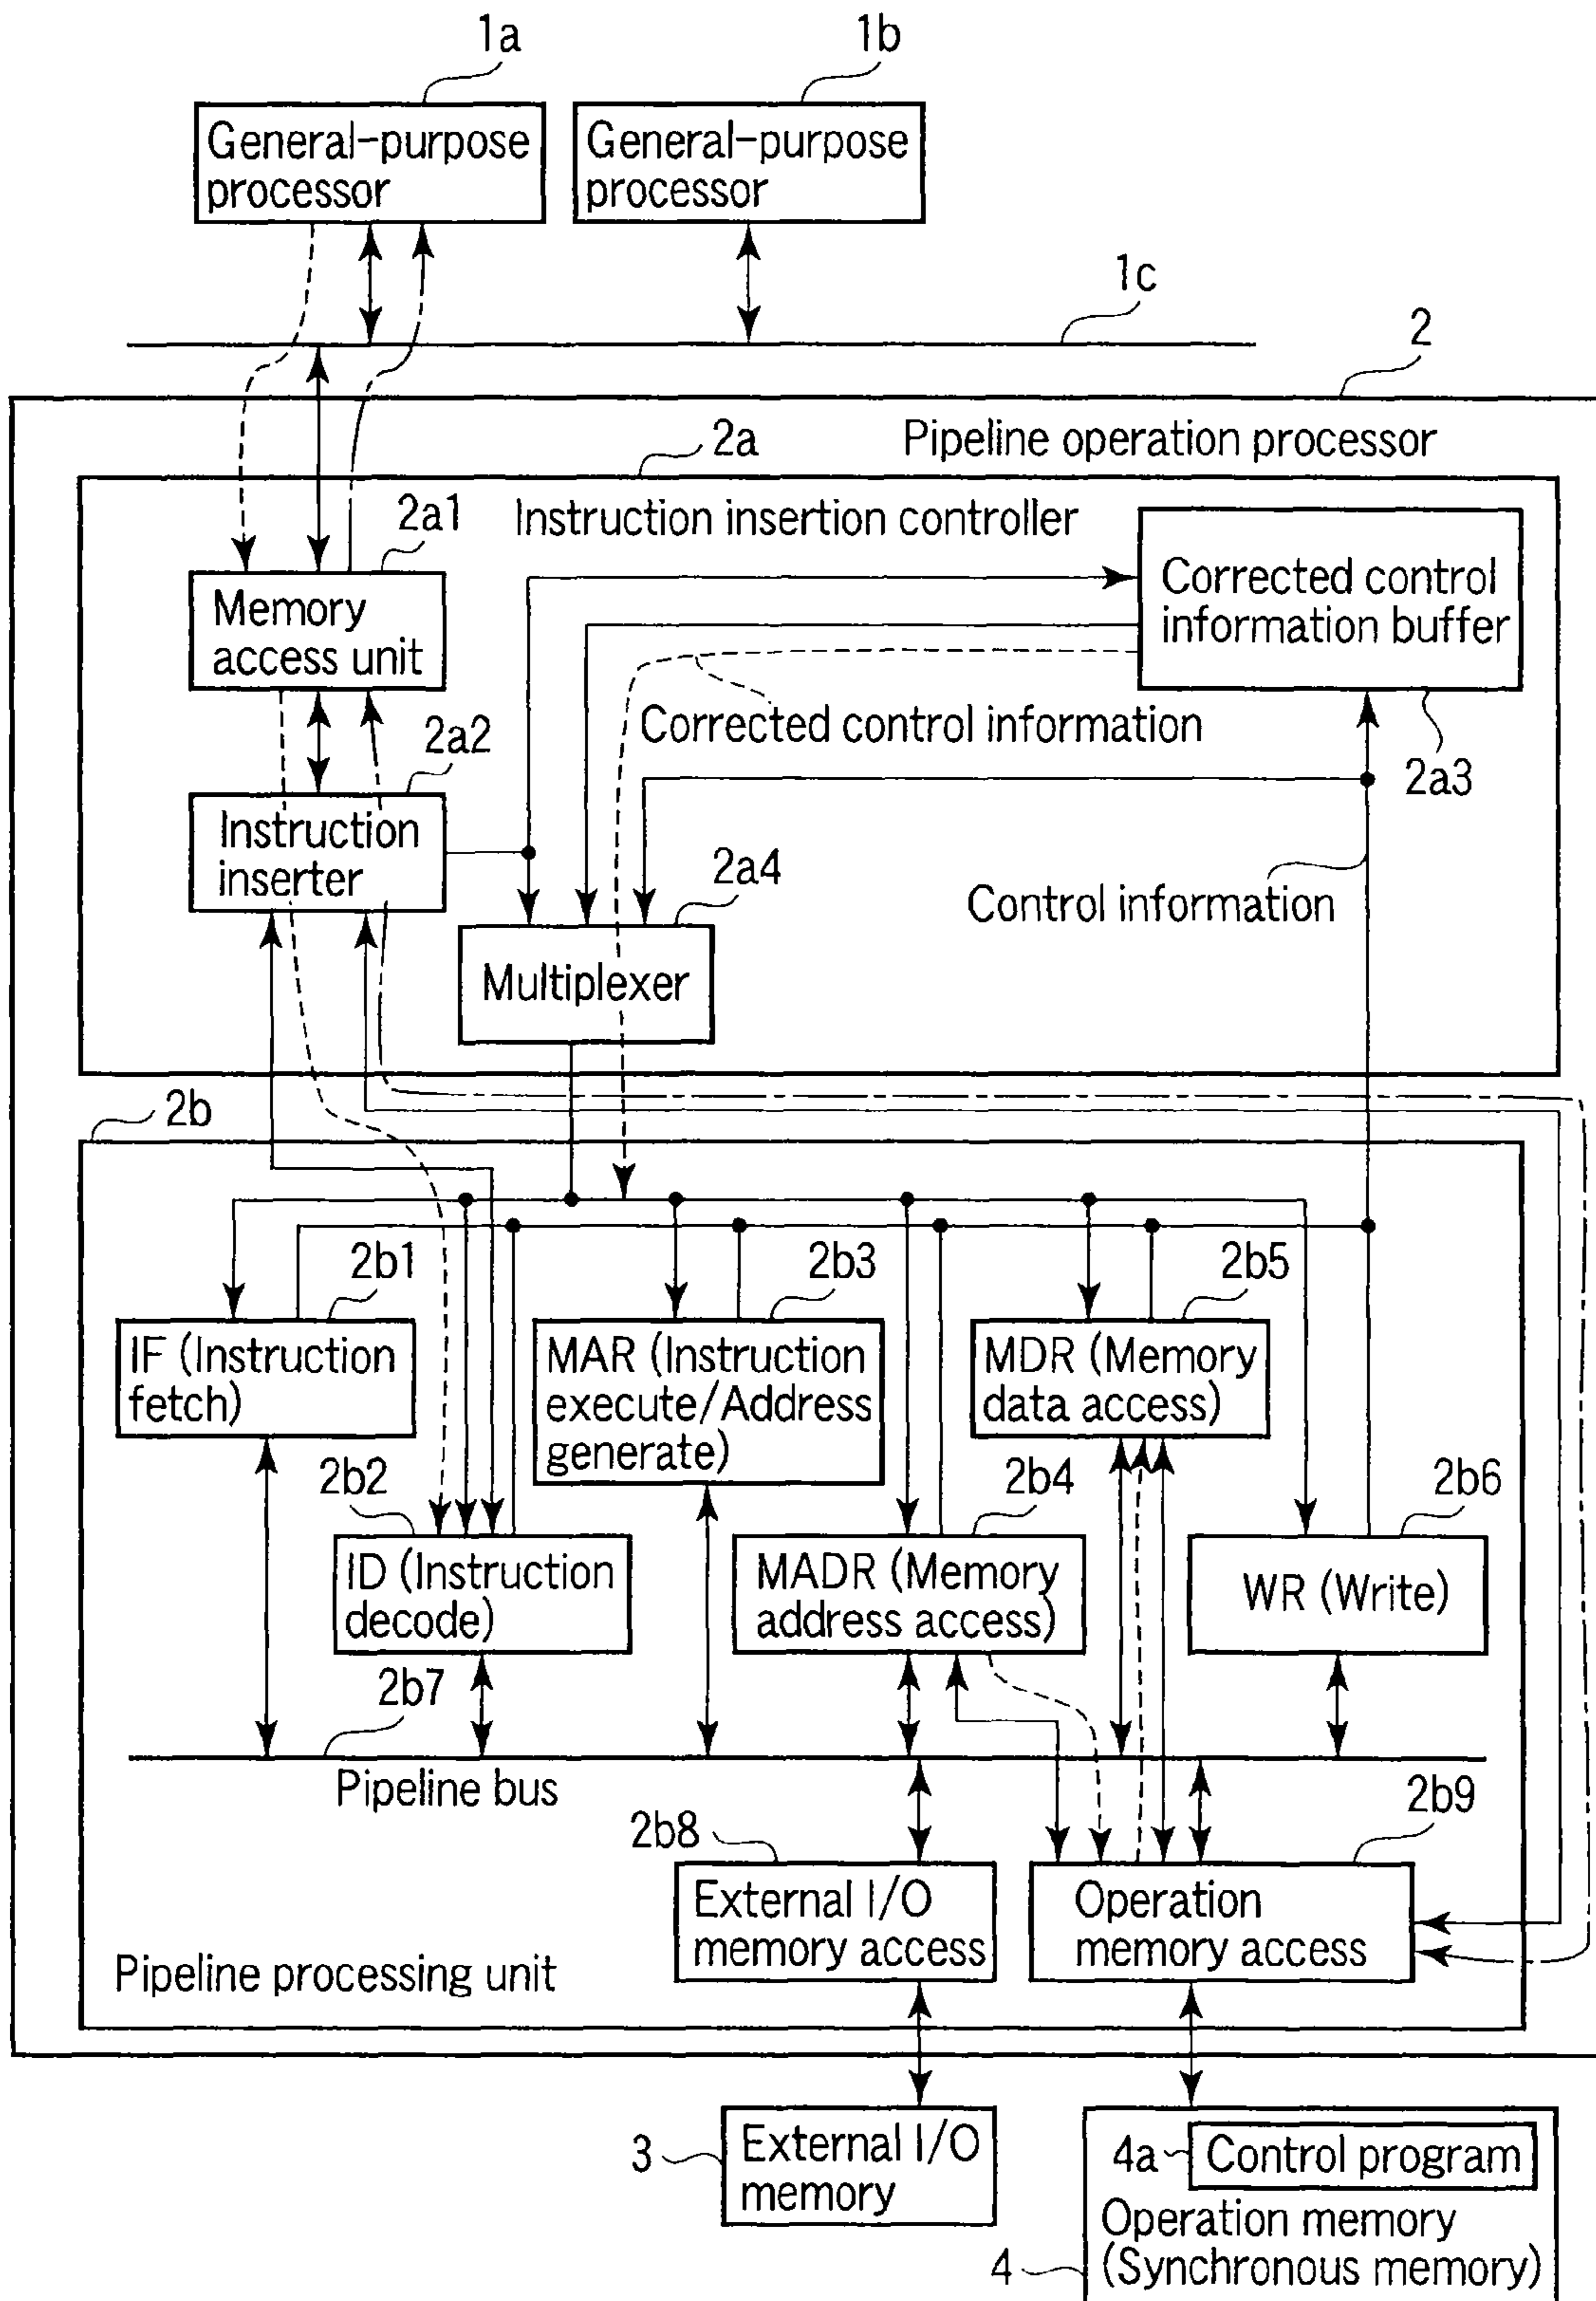 1a
1b
General-purpose
processor
General-purpose
processor
1c
2
2a
Pipeline operation processor
2a1
Instruction insertion controller
Memory
access unit
Corrected control
information buffer
2a2
Corrected control information
2a3
Instruction
inserter
2a4
Control information
Multiplexer
2b
2b1
2b3
2b5
IF (Instruction
fetch)
MAR (Instruction
execute/Address
generate)
MDR (Memory
data access)
2b2
2b4
2b6
ID (Instruction
decode)
MADR (Memory
address access)
WR (Write)
2b7
Pipeline bus
2b8
2b9
External I/O
memory access
Operation
memory access
Pipeline processing unit
3
External I/O
memory
4a
Control program
Operation memory
(Synchronous memory)
4